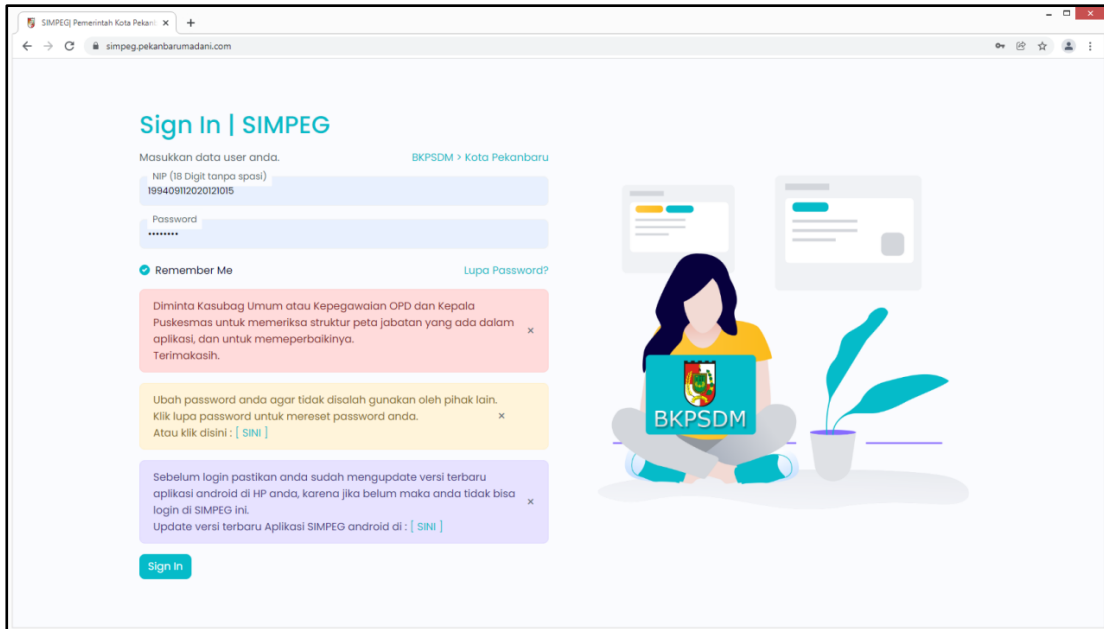 SIMPEG| Pemerintah Kota Pekan
simpeg.pekanbarumadani.com
Sign In | SIMPEG
Masukkan data user anda.
BKPSDM > Kota Pekanbaru
NIP (18 Digit tanpa spasi)
199409112020121015
Password
••••••••
Remember Me
Lupa Password?
Diminta Kasubag Umum atau Kepegawaian OPD dan Kepala
Puskesmas untuk memeriksa struktur peta jabatan yang ada dalam
aplikasi, dan untuk memeperbaikinya.
Terimakasih.
Ubah password anda agar tidak disalah gunakan oleh pihak lain.
Klik lupa password untuk mereset password anda.
Atau klik disini : [ SINI ]
Sebelum login pastikan anda sudah mengupdate versi terbaru
aplikasi android di HP anda, karena jika belum maka anda tidak bisa
login di SIMPEG ini.
Update versi terbaru Aplikasi SIMPEG android di : [ SINI ]
Sign In
BKPSDM